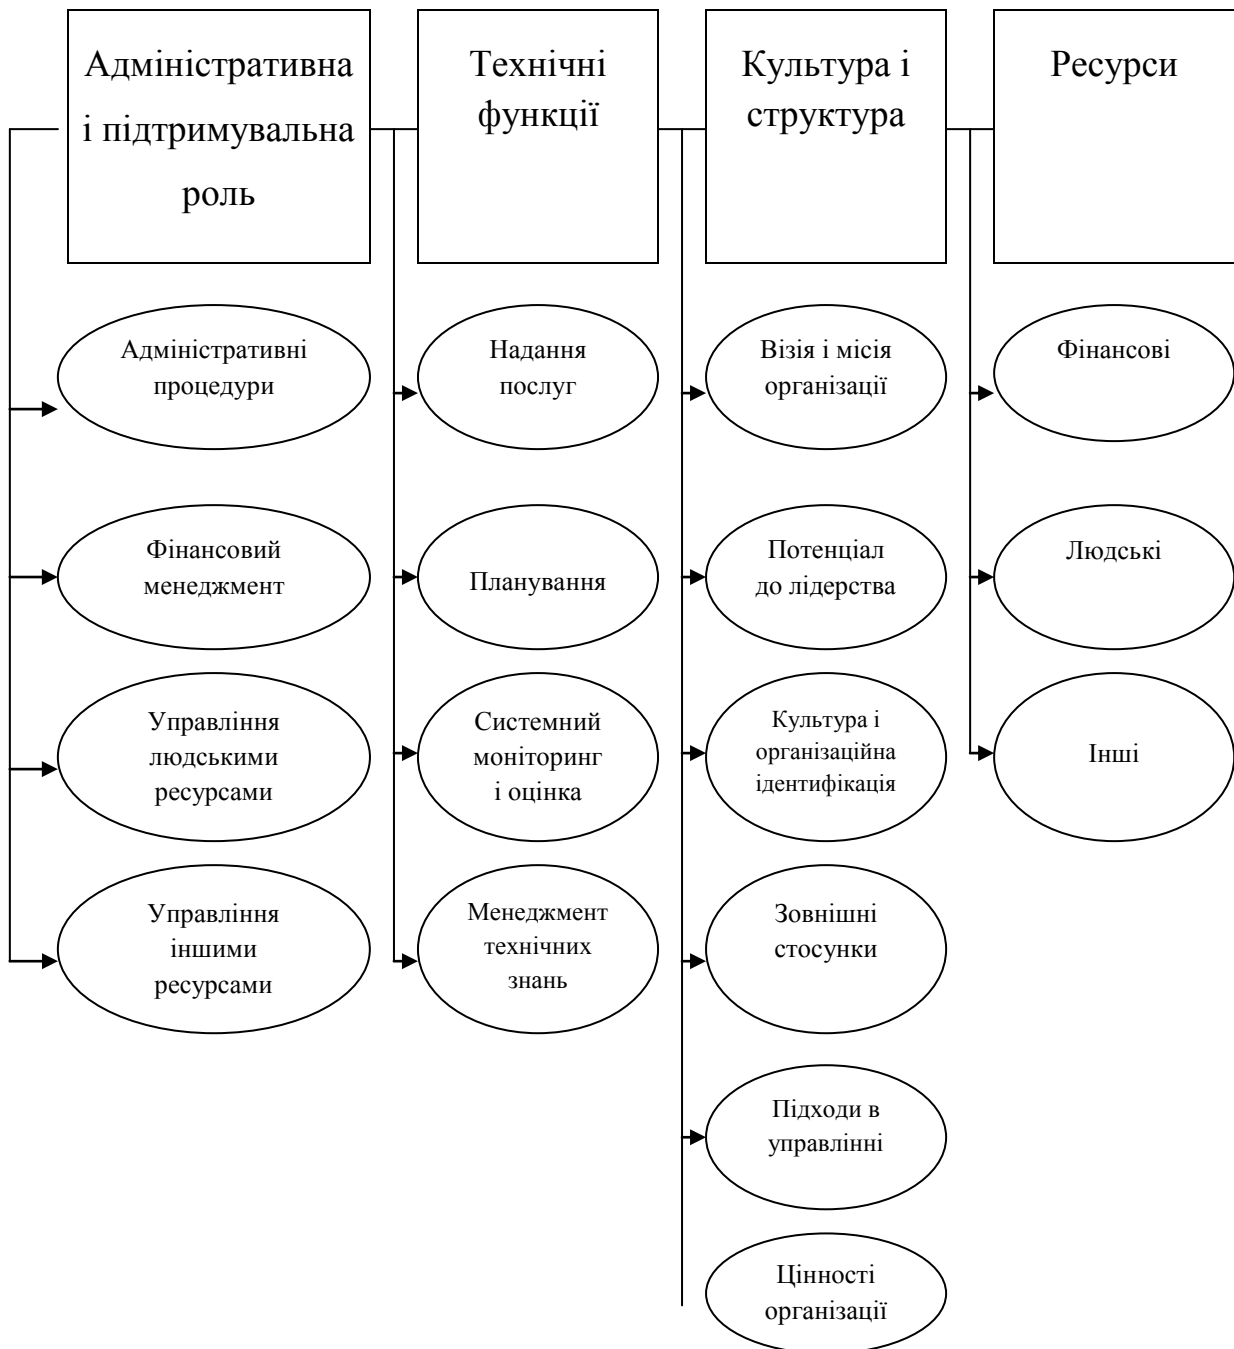 Адміністративна
і підтримувальна
роль
Технічні
функції
Культура і
структура
Ресурси
Адміністративні
процедури
Надання
послуг
Візія і місія
організації
Фінансові
Фінансовий
менеджмент
Планування
Потенціал
до лідерства
Людські
Управління
людськими
ресурсами
Системний
моніторинг
і оцінка
Культура і
організаційна
ідентифікація
Інші
Управління
іншими
ресурсами
Менеджмент
технічних
знань
Зовнішні
стосунки
Підходи в
управлінні
Цінності
організації